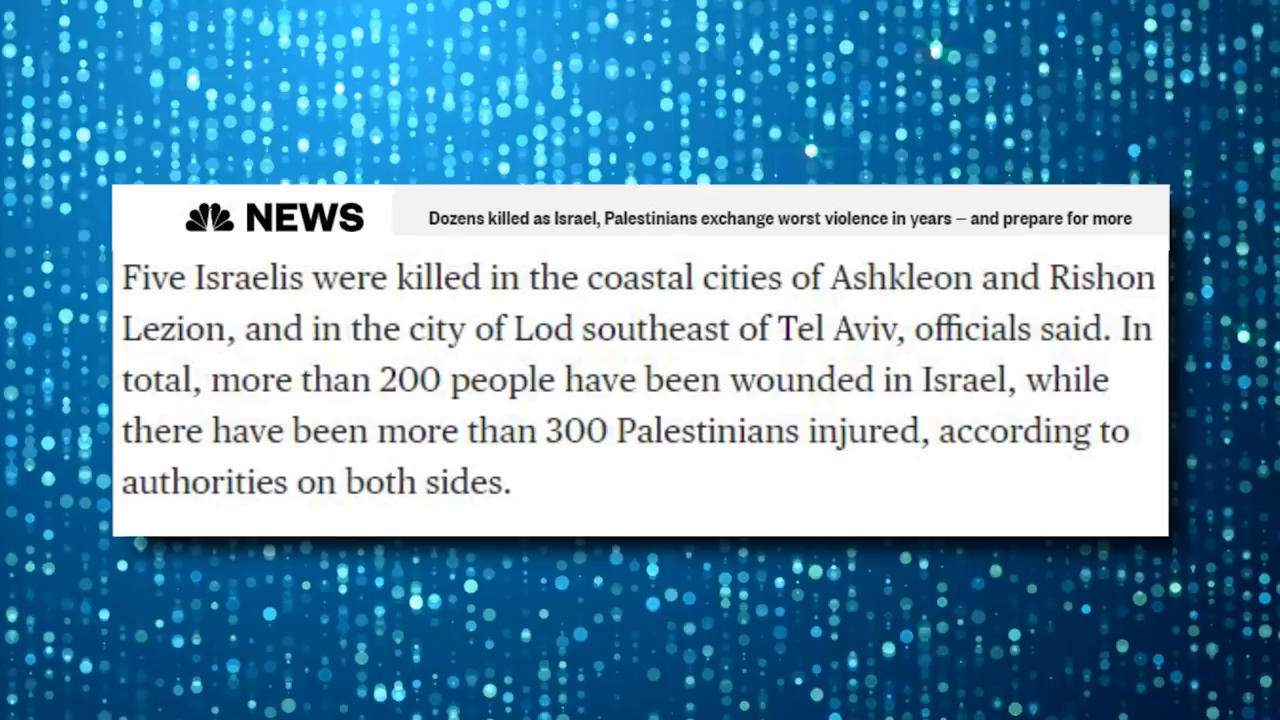 NEWS
Dozens killed as Israel, Palestinians exchange worst violence in years – and prepare for more
Five Israelis were killed in the coastal cities of Ashkleon and Rishon
Lezion, and in the city of Lod southeast of Tel Aviv, officials said. In
total, more than 200 people have been wounded in Israel, while
there have been more than 300 Palestinians injured, according to
authorities on both sides.